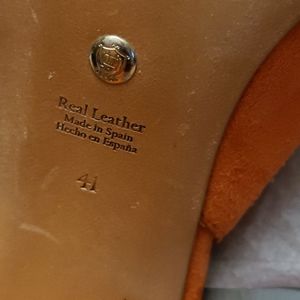 Real Leather
Made in Spain
Hecho en España
41